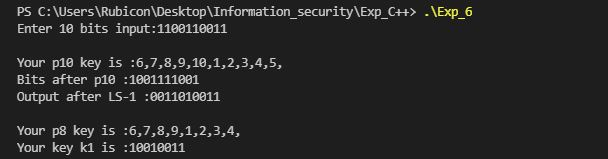 PS C:\Users\Rubicon\Desktop\Information_security\Exp_C++> .\Exp_6
Enter 10 bits input:1100110011
Your p10 key is :6,7,8,9,10,1,2,3,4,5,
Bits after p10 :1001111001
Output after LS-1 :0011010011
Your p8 key is :6,7,8,9,1,2,3,4,
Your key k1 is :10010011